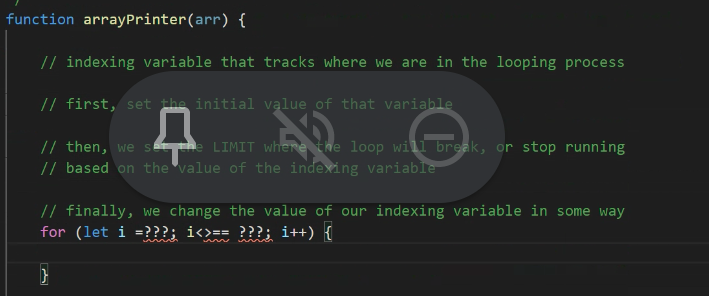 function arrayPrinter(arr) {
// indexing variable that tracks where we are in the looping process
// first, set the initial value of that variable
// then, we set the LIMIT where the loop will break, or stop running
// based on the value of the indexing variable
// finally, we change the value of our indexing variable in some way
for (let i =???; i<>== ???; i++) {
}